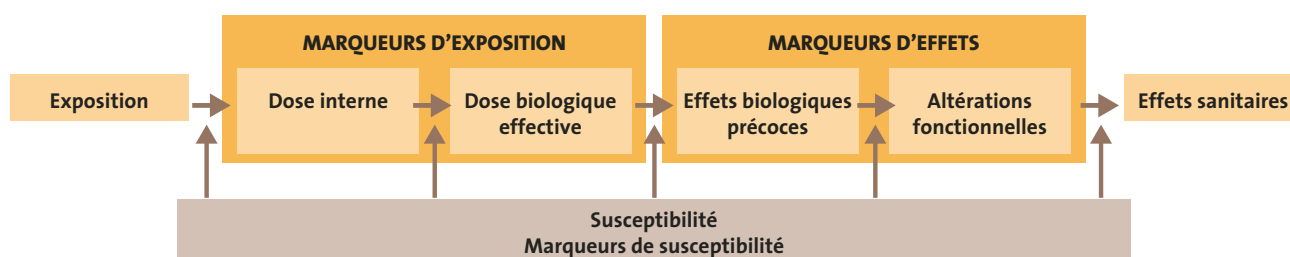 MARQUEURS D’EXPOSITION
MARQUEURS D’EFFETS
Exposition
Dose interne
Dose biologique
effective
Effets biologiques
précoces
Altérations
fonctionnelles
Effets sanitaires
Susceptibilité
Marqueurs de susceptibilité